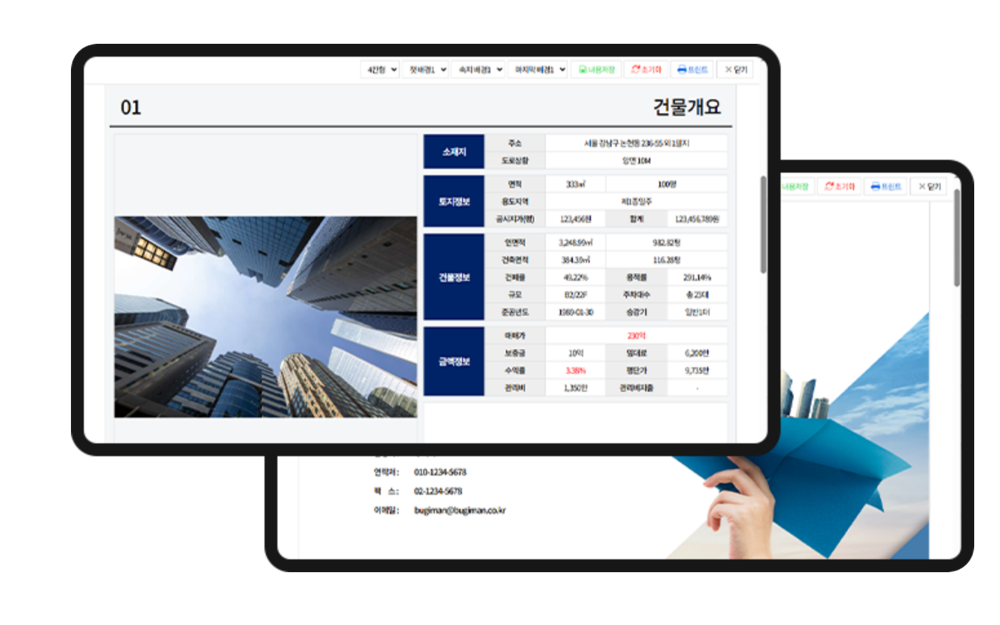 4칸형 첫배경1 속지배경1 마지막배경1 내용저장 초기화 프린트 닫기
01 건물개요
소재지
주소 서울 강남구 논현동 236-55 외 1필지
도로상황 양면 10M
토지정보
면적 333㎡ 100평
용도지역 제1종일주
공시지가(평) 123,456원 합계 123,456,789원
건물정보
연면적 3,248.99㎡ 982.82평
건축면적 384.39㎡ 116.28평
건폐율 49.22% 용적률 291.14%
규모 B2/22F 주차대수 총 23대
준공년도 1989-01-30 승강기 일반1대
금액정보
매매가 230억
보증금 10억 임대료 6,200만
수익률 3.38% 평단가 9,735만
관리비 1,350만 관리비지출 -
내용저장 초기화 프린트 닫기
연락처 : 010-1234-5678
팩 스 : 02-1234-5678
이메일 : bugiman@bugiman.co.kr